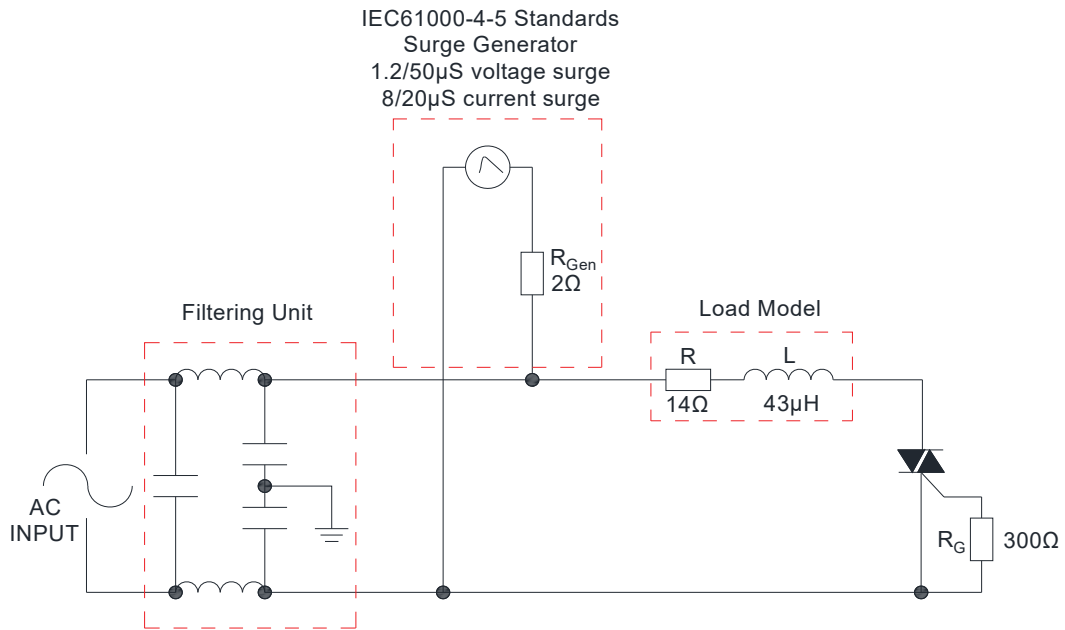 IEC61000-4-5 Standards
Surge Generator
1.2/50μS voltage surge
8/20μS current surge
RGen
2Ω
Filtering Unit
Load Model
R
L
14Ω
43μH
AC
INPUT
RG
300Ω